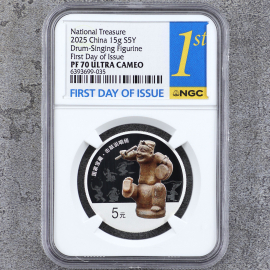 National Treasure
2025 China 15g S5Y
Drum-Singing Figurine
First Day of Issue
PF 70 ULTRA CAMEO
6393699-035
1st
FIRST DAY OF ISSUE
NGC
5元